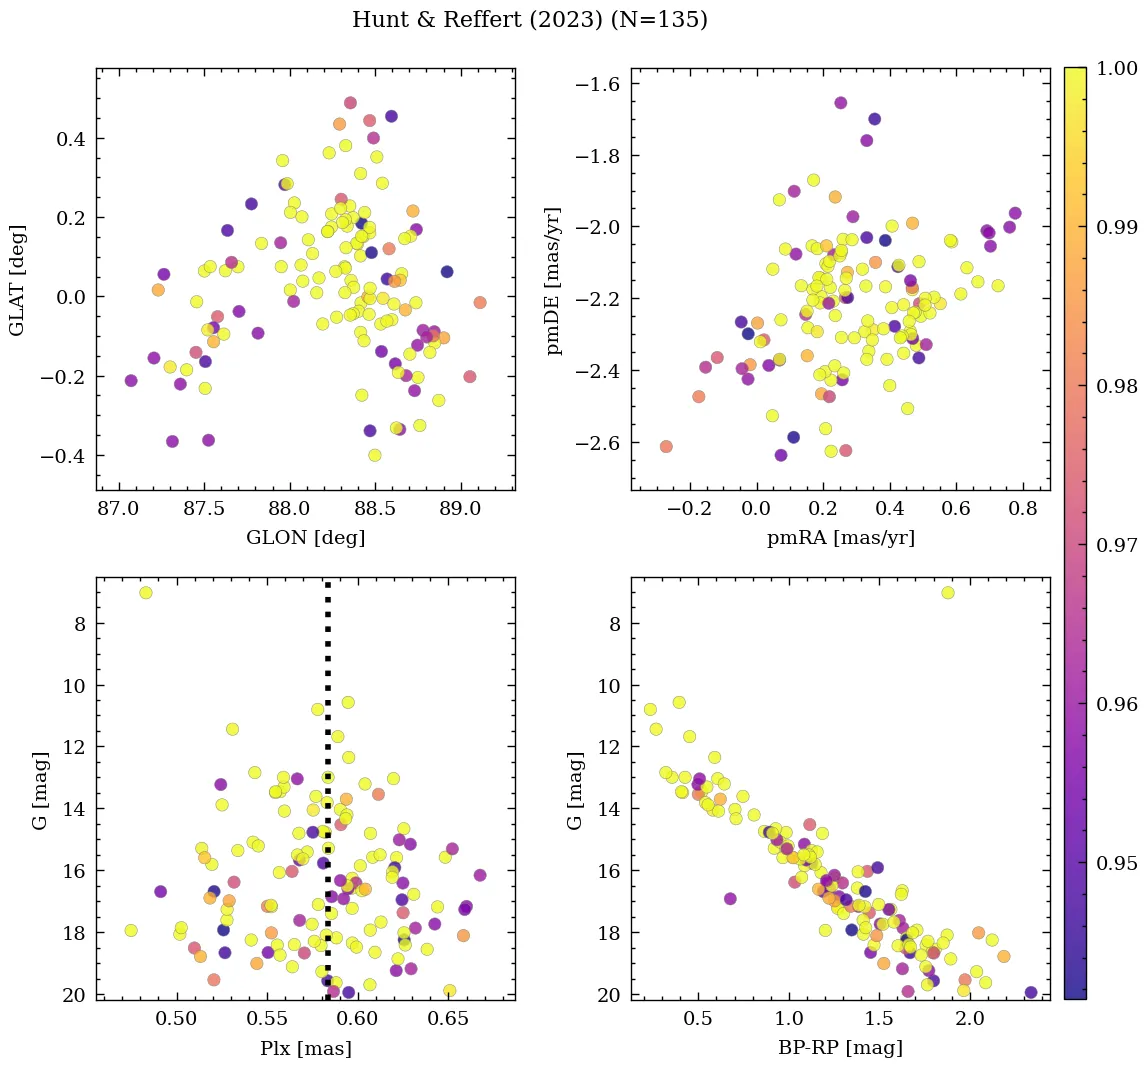 Hunt & Reffert (2023) (N=135)
0.4
0.2
0.0
−0.2
−0.4
GLAT [deg]
87.0 87.5 88.0 88.5 89.0
GLON [deg]
−1.6
−1.8
−2.0
−2.2
−2.4
−2.6
pmDE [mas/yr]
−0.2 0.0 0.2 0.4 0.6 0.8
pmRA [mas/yr]
8
10
12
14
16
18
20
G [mag]
0.50 0.55 0.60 0.65
Plx [mas]
8
10
12
14
16
18
20
G [mag]
0.5 1.0 1.5 2.0
BP-RP [mag]
1.00
0.99
0.98
0.97
0.96
0.95